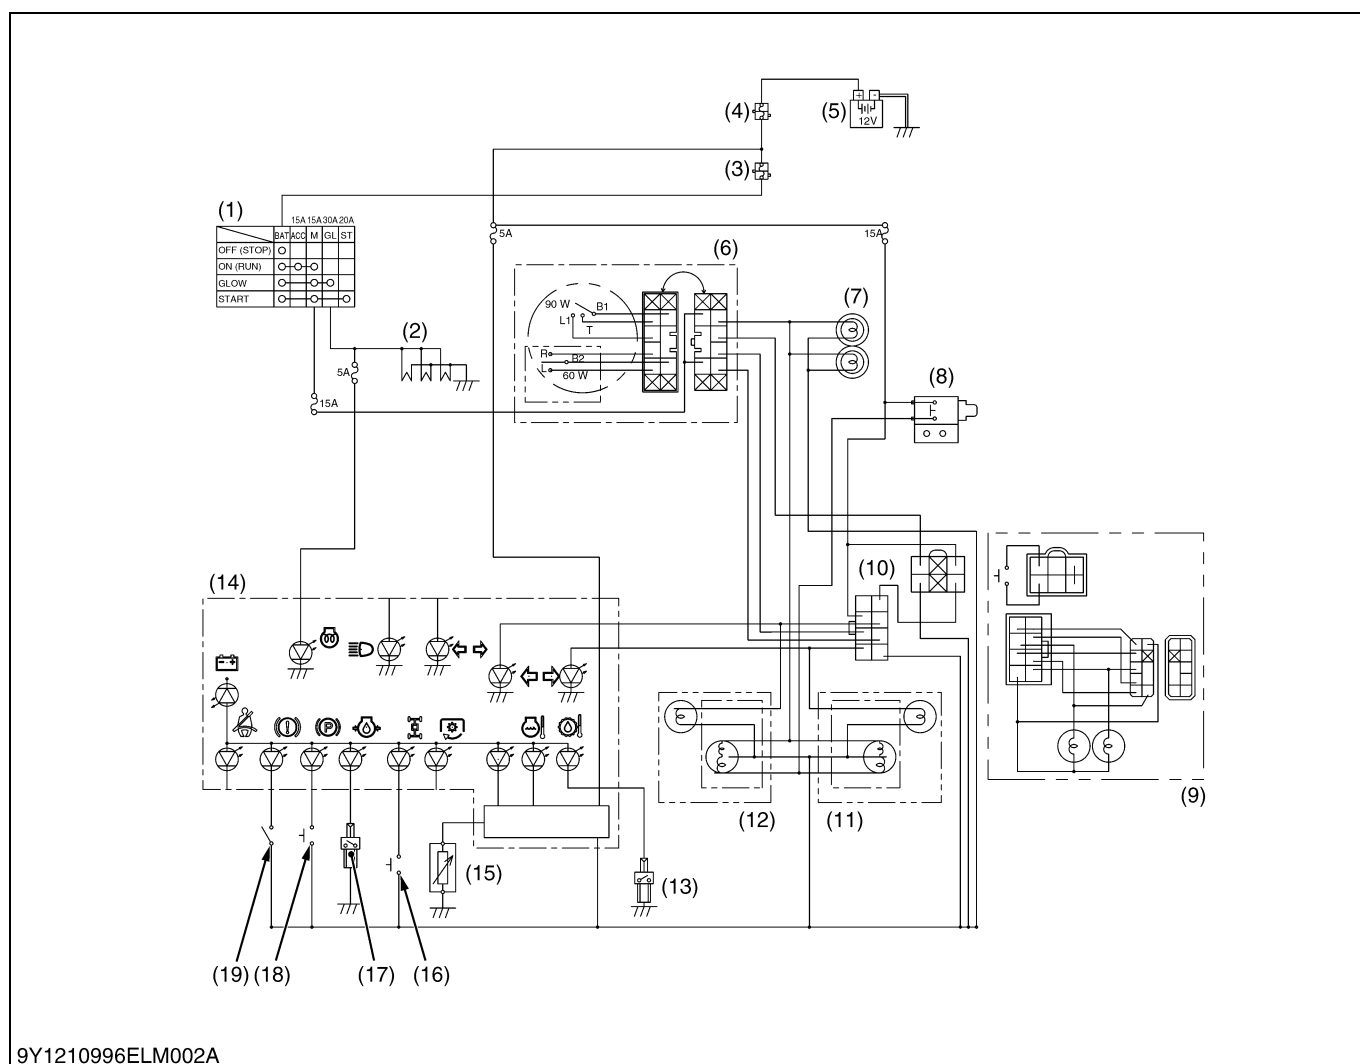 (4)
(5)
+ -
12V
(3)
(1)
15A 15A 30A 20A
BAT ACC M GL ST
OFF (STOP)
ON (RUN)
GLOW
START
5A
15A
(6)
90 W
B1
L1
T
R
B2
L
60 W
(7)
(2)
5A
15A
(8)
(10)
(14)
P
(9)
(12)
(11)
(15)
(13)
(19)
(18)
(17)
(16)
9Y1210996ELM002A